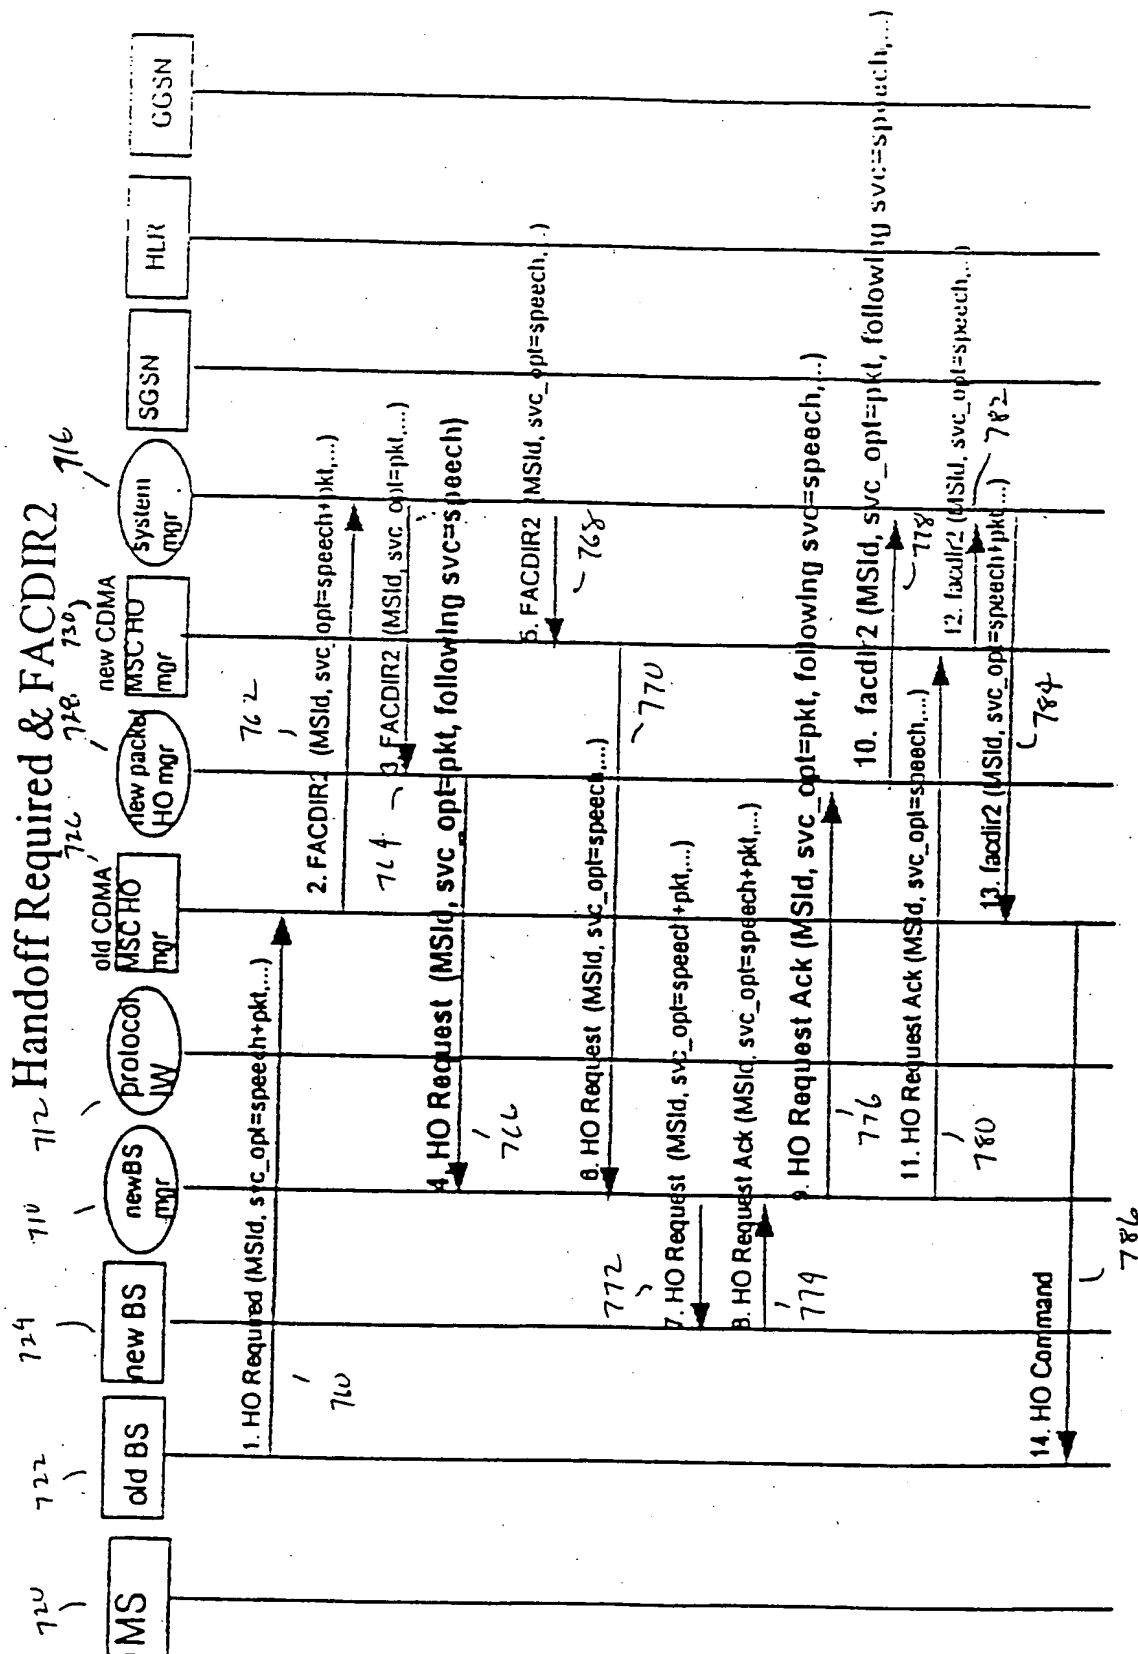 Handoff Required & FACDIR2
720
722
724
710
712
726
728
730
716
MS
old BS
new BS
newBS
mgr
protocol
IW
old CDMA
MSC HO
mgr
new packet
HO mgr
new CDMA
MSC HO
mgr
system
mgr
SGSN
HLR
GGSN
1. HO Required (MSId, svc_opt=speech+pkt,...)
760
2. FACDIR2 (MSId, svc_opt=speech+pkt,...)
762
3. FACDIR2 (MSId, svc_opt=pkt,...)
764
4. HO Request (MSId, svc_opt=pkt, following svc=speech)
766
5. FACDIR2 (MSId, svc_opt=speech,...)
768
6. HO Request (MSId, svc_opt=speech,...)
770
7. HO Request (MSId, svc_opt=speech+pkt,...)
772
8. HO Request Ack (MSId, svc_opt=speech+pkt,...)
774
9. HO Request Ack (MSId, svc_opt=pkt, following svc=speech,...)
776
10. facdir2 (MSId, svc_opt=pkt, following svc=speech,...)
778
11. HO Request Ack (MSId, svc_opt=speech,...)
780
12. facdir2 (MSId, svc_opt=speech,...)
782
13. facdir2 (MSId, svc_opt=speech+pkt,...)
784
14. HO Command
786